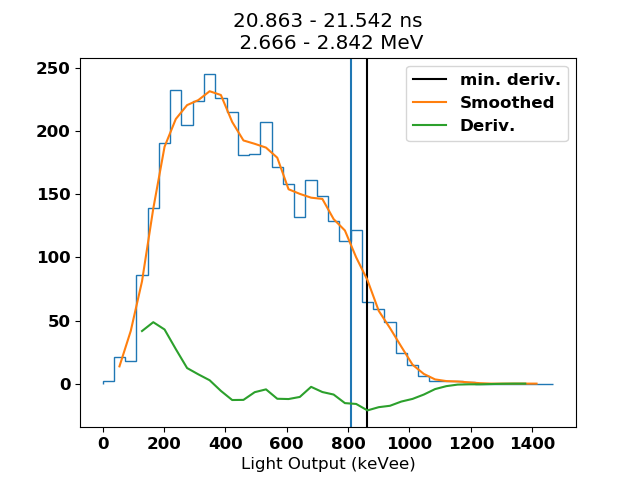 20.863 - 21.542 ns
2.666 - 2.842 MeV
min. deriv.
Smoothed
Deriv.
250
200
150
100
50
0
0 200 400 600 800 1000 1200 1400
Light Output (keVee)